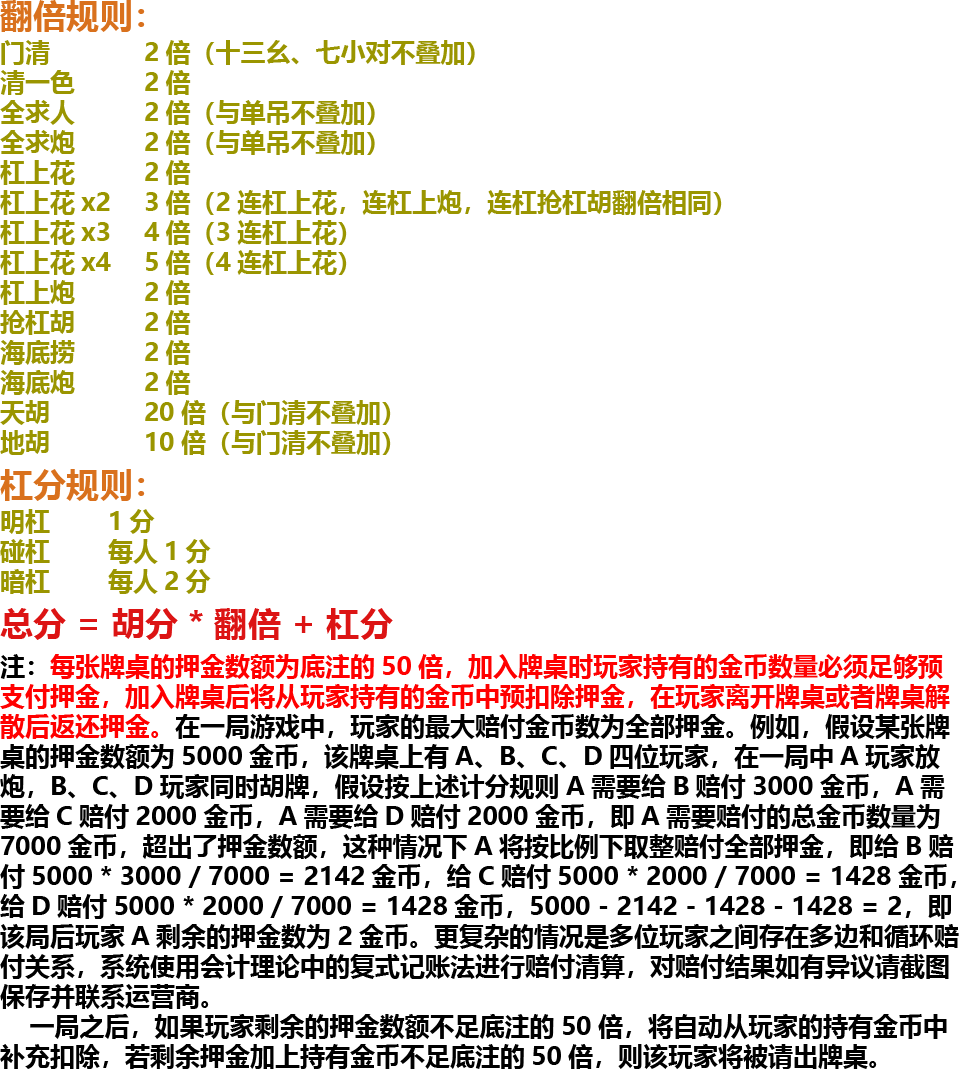 翻倍规则：
门清 2 倍（十三幺、七小对不叠加）
清一色 2 倍
全求人 2 倍（与单吊不叠加）
全求炮 2 倍（与单吊不叠加）
杠上花 2 倍
杠上花 x2 3 倍（2 连杠上花，连杠上炮，连杠抢杠胡翻倍相同）
杠上花 x3 4 倍（3 连杠上花）
杠上花 x4 5 倍（4 连杠上花）
杠上炮 2 倍
抢杠胡 2 倍
海底捞 2 倍
海底炮 2 倍
天胡 20 倍（与门清不叠加）
地胡 10 倍（与门清不叠加）
杠分规则：
明杠 1 分
碰杠 每人 1 分
暗杠 每人 2 分
总分 = 胡分 * 翻倍 + 杠分
注：每张牌桌的押金数额为底注的 50 倍，加入牌桌时玩家持有的金币数量必须足够预
支付押金，加入牌桌后将从玩家持有的金币中预扣除押金，在玩家离开牌桌或者牌桌解
散后返还押金。在一局游戏中，玩家的最大赔付金币数为全部押金。例如，假设某张牌
桌的押金数额为 5000 金币，该牌桌上有 A、B、C、D 四位玩家，在一局中 A 玩家放
炮，B、C、D 玩家同时胡牌，假设按上述计分规则 A 需要给 B 赔付 3000 金币，A 需
要给 C 赔付 2000 金币，A 需要给 D 赔付 2000 金币，即 A 需要赔付的总金币数量为
7000 金币，超出了押金数额，这种情况下 A 将按比例下取整赔付全部押金，即给 B 赔
付 5000 * 3000 / 7000 = 2142 金币，给 C 赔付 5000 * 2000 / 7000 = 1428 金币，
给 D 赔付 5000 * 2000 / 7000 = 1428 金币，5000 - 2142 - 1428 - 1428 = 2，即
该局后玩家 A 剩余的押金数为 2 金币。更复杂的情况是多位玩家之间存在多边和循环赔
付关系，系统使用会计理论中的复式记账法进行赔付清算，对赔付结果如有异议请截图
保存并联系运营商。
一局之后，如果玩家剩余的押金数额不足底注的 50 倍，将自动从玩家的持有金币中
补充扣除，若剩余押金加上持有金币不足底注的 50 倍，则该玩家将被请出牌桌。